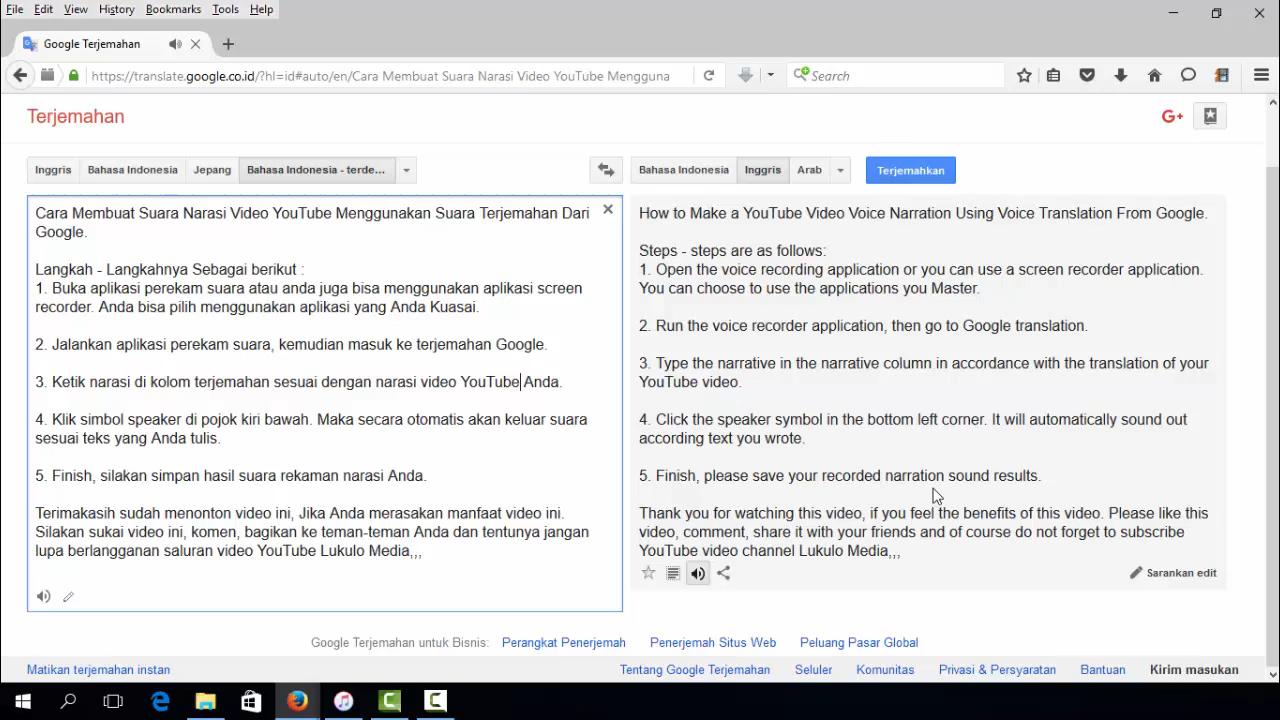 File Edit View History Bookmarks Tools Help
Google Terjemahan
https://translate.google.co.id/?hl=id#auto/en/Cara Membuat Suara Narasi Video YouTube Mengguna
Search
Terjemahan
G+
Inggris Bahasa Indonesia Jepang Bahasa Indonesia - terde...
Bahasa Indonesia Inggris Arab Terjemahkan
Cara Membuat Suara Narasi Video YouTube Menggunakan Suara Terjemahan Dari
Google.
Langkah - Langkahnya Sebagai berikut :
1. Buka aplikasi perekam suara atau anda juga bisa menggunakan aplikasi screen
recorder. Anda bisa pilih menggunakan aplikasi yang Anda Kuasai.
2. Jalankan aplikasi perekam suara, kemudian masuk ke terjemahan Google.
3. Ketik narasi di kolom terjemahan sesuai dengan narasi video YouTube Anda.
4. Klik simbol speaker di pojok kiri bawah. Maka secara otomatis akan keluar suara
sesuai teks yang Anda tulis.
5. Finish, silakan simpan hasil suara rekaman narasi Anda.
Terimakasih sudah menonton video ini, Jika Anda merasakan manfaat video ini.
Silakan sukai video ini, komen, bagikan ke teman-teman Anda dan tentunya jangan
lupa berlangganan saluran video YouTube Lukulo Media,,,
How to Make a YouTube Video Voice Narration Using Voice Translation From Google.
Steps - steps are as follows:
1. Open the voice recording application or you can use a screen recorder application.
You can choose to use the applications you Master.
2. Run the voice recorder application, then go to Google translation.
3. Type the narrative in the narrative column in accordance with the translation of your
YouTube video.
4. Click the speaker symbol in the bottom left corner. It will automatically sound out
according text you wrote.
5. Finish, please save your recorded narration sound results.
Thank you for watching this video, if you feel the benefits of this video. Please like this
video, comment, share it with your friends and of course do not forget to subscribe
YouTube video channel Lukulo Media,,,
Sarankan edit
Google Terjemahan untuk Bisnis: Perangkat Penerjemah Penerjemah Situs Web Peluang Pasar Global
Matikan terjemahan instan Tentang Google Terjemahan Seluler Komunitas Privasi & Persyaratan Bantuan Kirim masukan